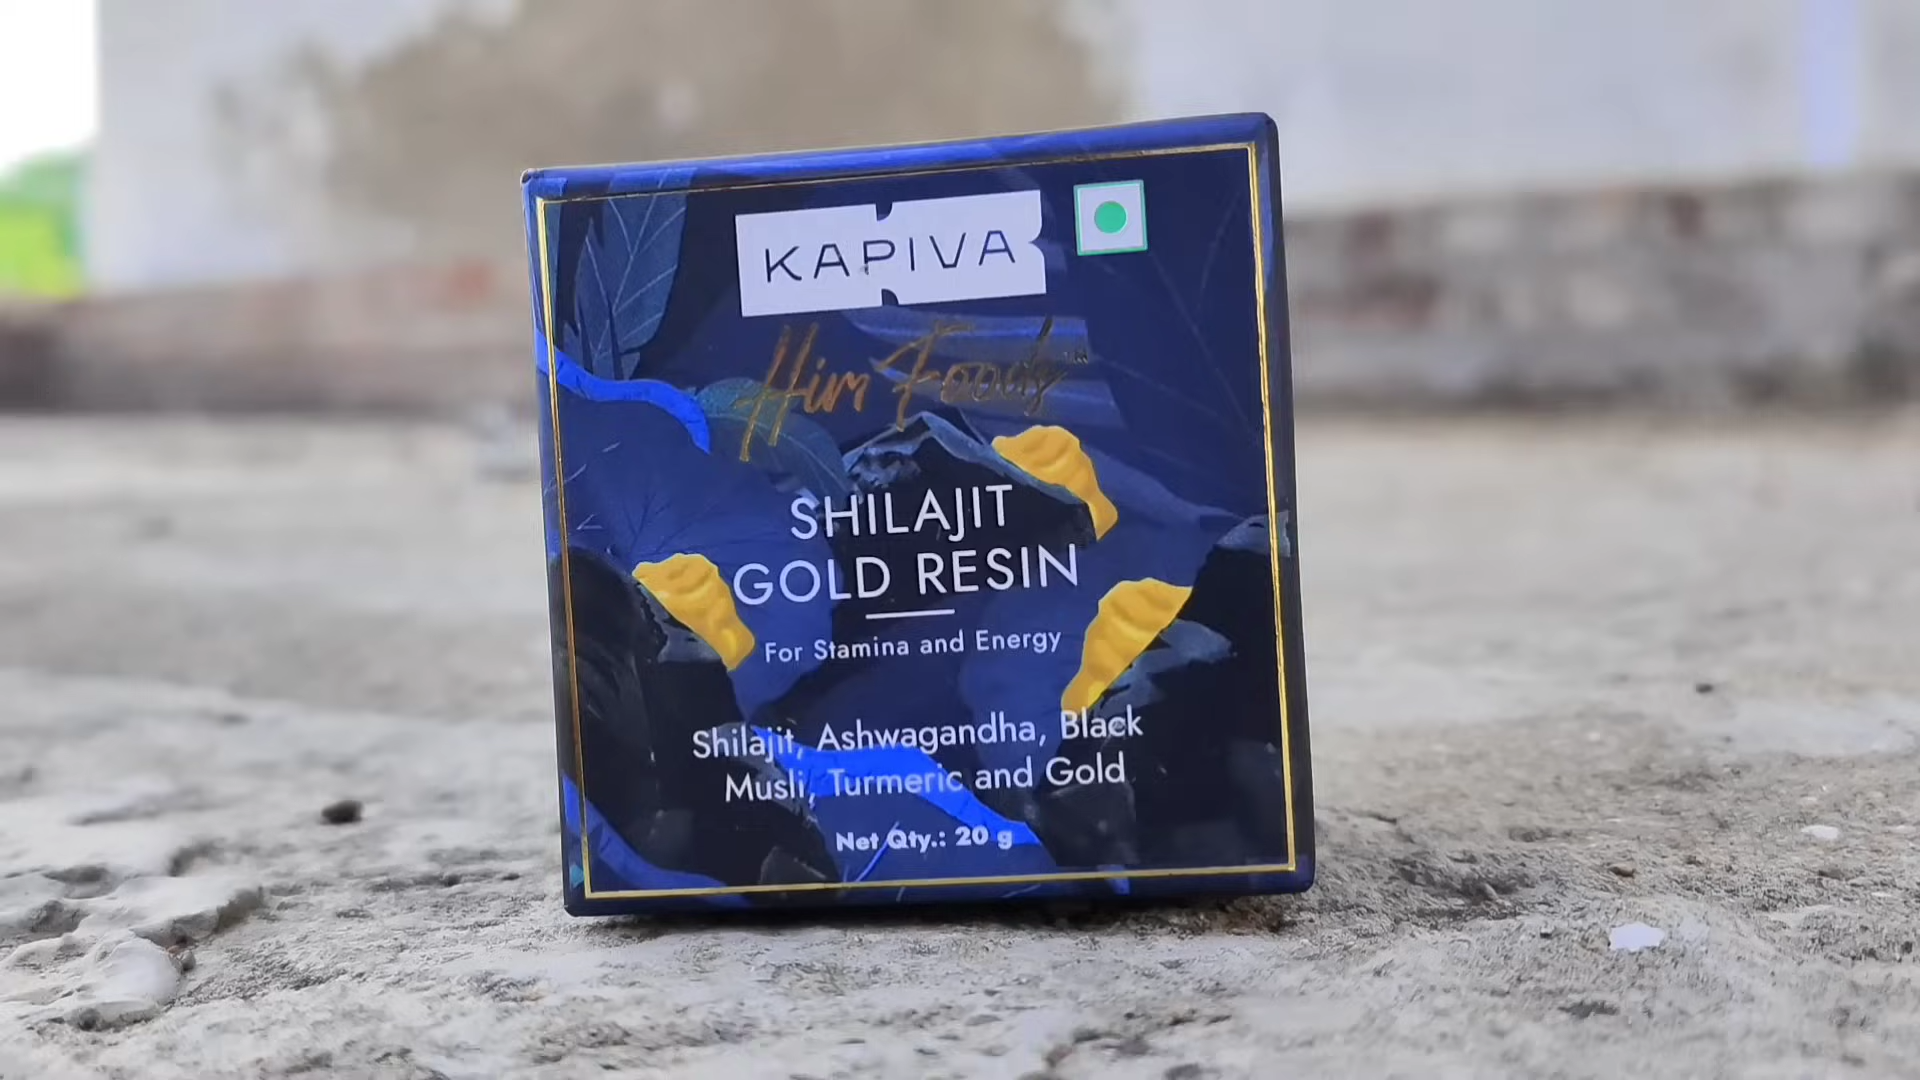 KAPIVA
Him Foods™
SHILAJIT
GOLD RESIN
For Stamina and Energy
Shilajit, Ashwagandha, Black
Musli, Turmeric and Gold
Net Qty.: 20 g